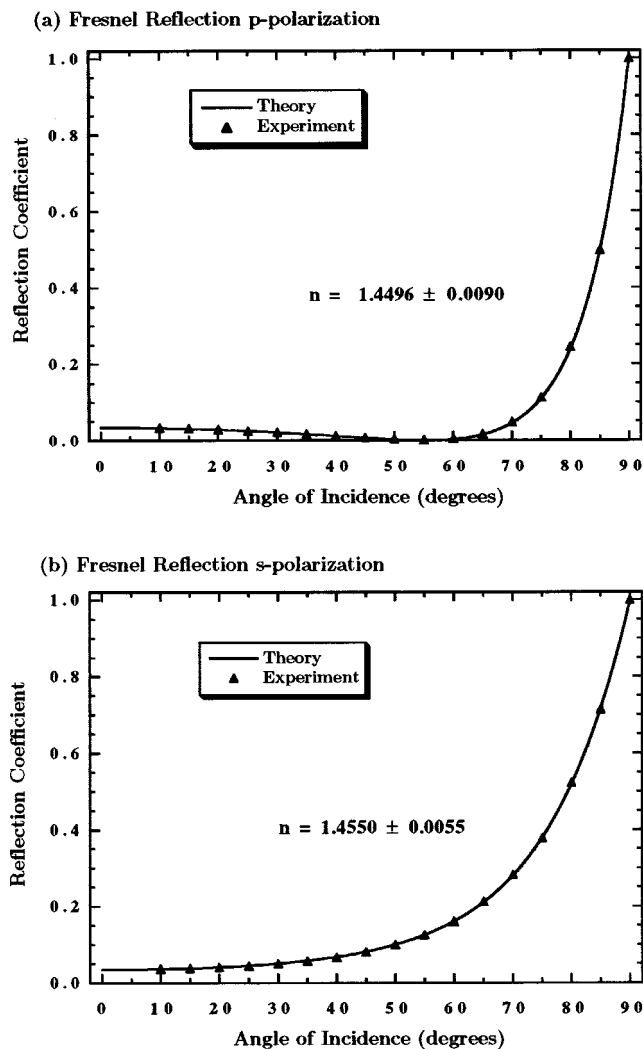 (a) Fresnel Reflection p-polarization
1.0
0.8
0.6
0.4
0.2
0.0
Reflection Coefficient
Theory
Experiment
n = 1.4496 ± 0.0090
0 10 20 30 40 50 60 70 80 90
Angle of Incidence (degrees)
(b) Fresnel Reflection s-polarization
1.0
0.8
0.6
0.4
0.2
0.0
Reflection Coefficient
Theory
Experiment
n = 1.4550 ± 0.0055
0 10 20 30 40 50 60 70 80 90
Angle of Incidence (degrees)